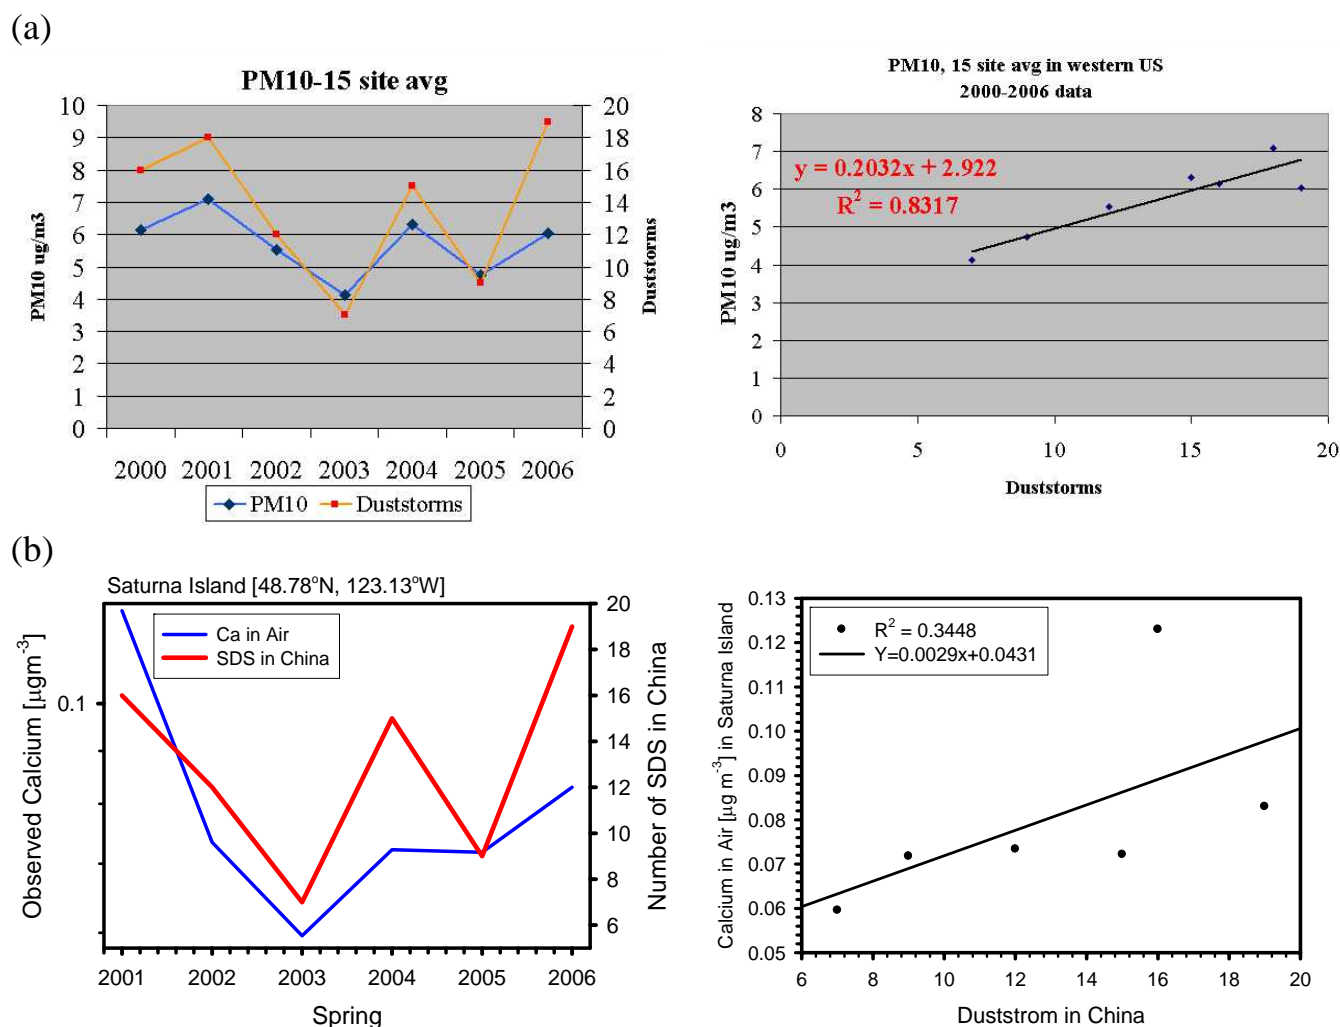 (a)
PM10-15 site avg
10
9
8
7
6
5
4
3
2
1
0
PM10 ug/m3
20
18
16
14
12
10
8
6
4
2
0
Duststorms
2000 2001 2002 2003 2004 2005 2006
PM10 Duststorms
PM10, 15 site avg in western US
2000-2006 data
8
7
6
5
4
3
2
1
0
PM10 ug/m3
y = 0.2032x + 2.922
R² = 0.8317
0 5 10 15 20
Duststorms
(b)
Saturna Island [48.78°N, 123.13°W]
Ca in Air
SDS in China
Observed Calcium [µgm⁻³]
0.1
20
18
16
14
12
10
8
6
Number of SDS in China
2001 2002 2003 2004 2005 2006
Spring
Calcium in Air [µg m⁻³] in Saturna Island
0.13
0.12
0.11
0.10
0.09
0.08
0.07
0.06
0.05
R² = 0.3448
Y=0.0029x+0.0431
6 8 10 12 14 16 18 20
Duststrom in China